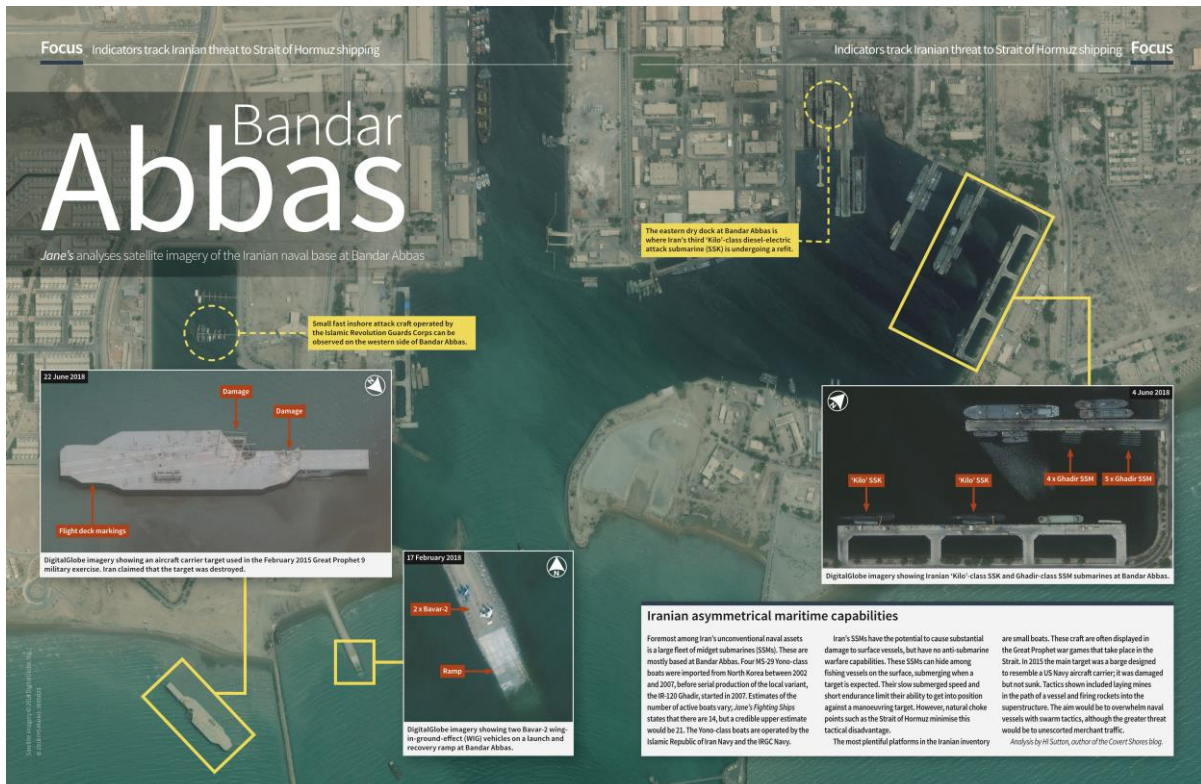 Focus Indicators track Iranian threat to Strait of Hormuz shipping
Indicators track Iranian threat to Strait of Hormuz shipping Focus
Bandar
Abbas
Jane's analyses satellite imagery of the Iranian naval base at Bandar Abbas
The eastern dry dock at Bandar Abbas is
where Iran's third 'Kilo'-class diesel-electric
attack submarine (SSK) is undergoing a refit.
Small fast inshore attack craft operated by
the Islamic Revolution Guards Corps can be
observed on the western side of Bandar Abbas.
22 June 2018
N
Damage
Damage
Flight deck markings
DigitalGlobe imagery showing an aircraft carrier target used in the February 2015 Great Prophet 9
military exercise. Iran claimed that the target was destroyed.
17 February 2018
N
2 x Bavar-2
Ramp
DigitalGlobe imagery showing two Bavar-2 wing-
in-ground-effect (WIG) vehicles on a launch and
recovery ramp at Bandar Abbas.
4 June 2018
N
'Kilo' SSK
'Kilo' SSK
4 x Ghadir SSM
5 x Ghadir SSM
DigitalGlobe imagery showing Iranian 'Kilo'-class SSK and Ghadir-class SSM submarines at Bandar Abbas.
Iranian asymmetrical maritime capabilities
Foremost among Iran's unconventional naval assets
is a large fleet of midget submarines (SSMs). These are
mostly based at Bandar Abbas. Four MS-29 Yono-class
boats were imported from North Korea between 2002
and 2007, before serial production of the local variant,
the IR-120 Ghadir, started in 2007. Estimates of the
number of active boats vary; Jane's Fighting Ships
states that there are 14, but a credible upper estimate
would be 21. The Yono-class boats are operated by the
Islamic Republic of Iran Navy and the IRGC Navy.
Iran's SSMs have the potential to cause substantial
damage to surface vessels, but have no anti-submarine
warfare capabilities. These SSMs can hide among
fishing vessels on the surface, submerging when a
target is expected. Their slow submerged speed and
short endurance limit their ability to get into position
against a manoeuvring target. However, natural choke
points such as the Strait of Hormuz minimise this
tactical disadvantage.
The most plentiful platforms in the Iranian inventory
are small boats. These craft are often displayed in
the Great Prophet war games that take place in the
Strait. In 2015 the main target was a barge designed
to resemble a US Navy aircraft carrier; it was damaged
but not sunk. Tactics shown included laying mines
in the path of a vessel and firing rockets into the
superstructure. The aim would be to overwhelm naval
vessels with swarm tactics, although the greater threat
would be to unescorted merchant traffic.
Analysis by HI Sutton, author of the Covert Shores blog.